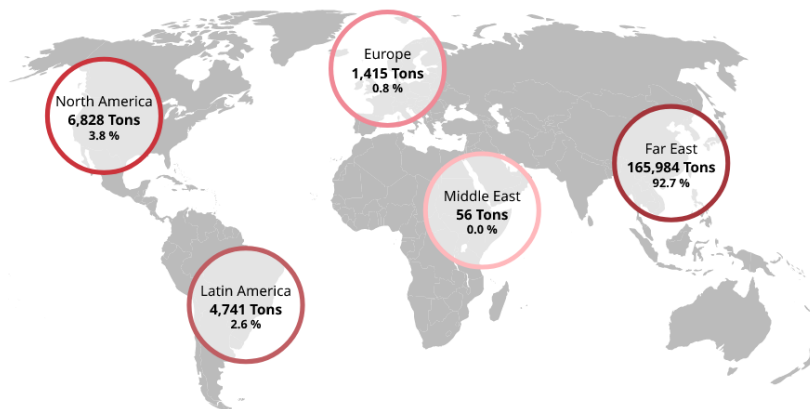 Europe
1,415 Tons
0.8 %
North America
6,828 Tons
3.8 %
Far East
165,984 Tons
92.7 %
Middle East
56 Tons
0.0 %
Latin America
4,741 Tons
2.6 %